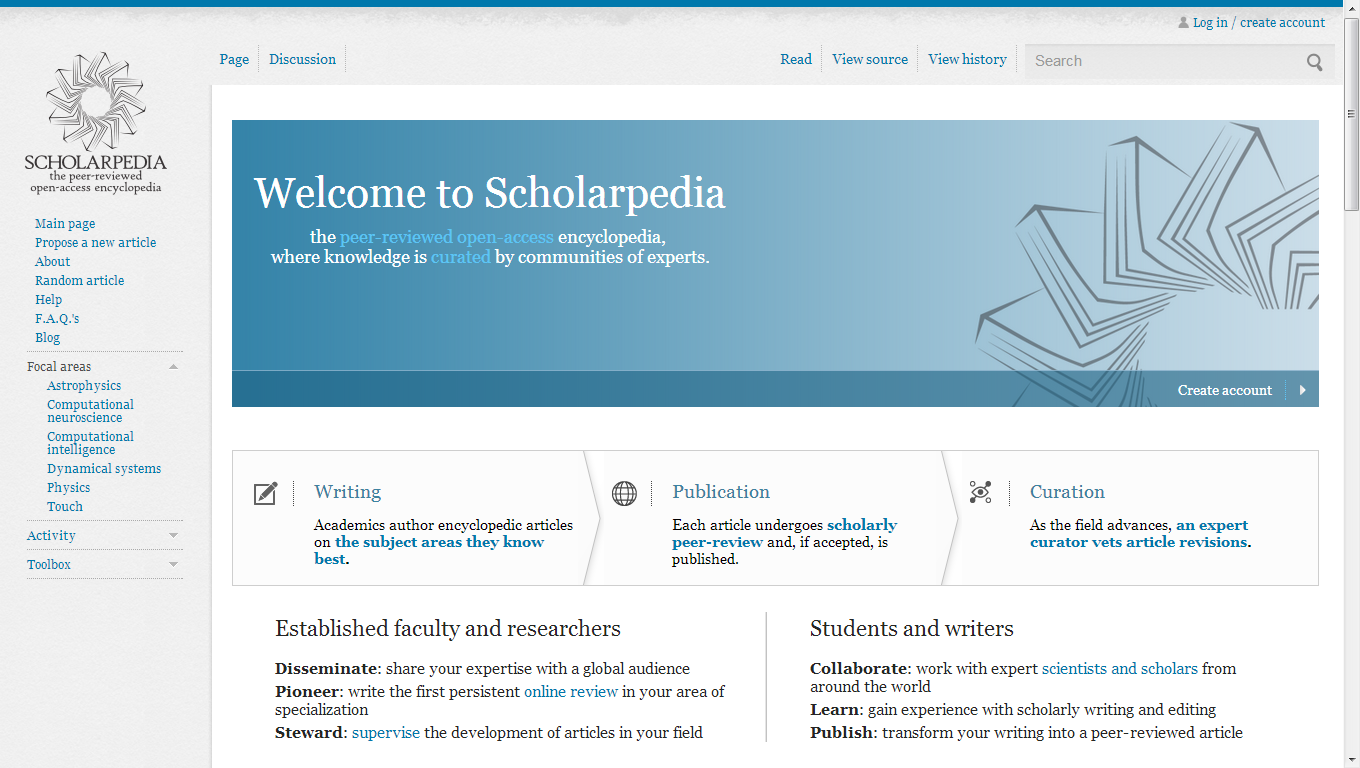 Log in / create account
Page
Discussion
Read
View source
View history
Search
SCHOLARPEDIA
the peer-reviewed
open-access encyclopedia
Main page
Propose a new article
About
Random article
Help
F.A.Q.'s
Blog
Focal areas
Astrophysics
Computational
neuroscience
Computational
intelligence
Dynamical systems
Physics
Touch
Activity
Toolbox
Welcome to Scholarpedia
the peer-reviewed open-access encyclopedia,
where knowledge is curated by communities of experts.
Create account
Writing
Academics author encyclopedic articles
on the subject areas they know
best.
Publication
Each article undergoes scholarly
peer-review and, if accepted, is
published.
Curation
As the field advances, an expert
curator vets article revisions.
Established faculty and researchers
Disseminate: share your expertise with a global audience
Pioneer: write the first persistent online review in your area of
specialization
Steward: supervise the development of articles in your field
Students and writers
Collaborate: work with expert scientists and scholars from
around the world
Learn: gain experience with scholarly writing and editing
Publish: transform your writing into a peer-reviewed article